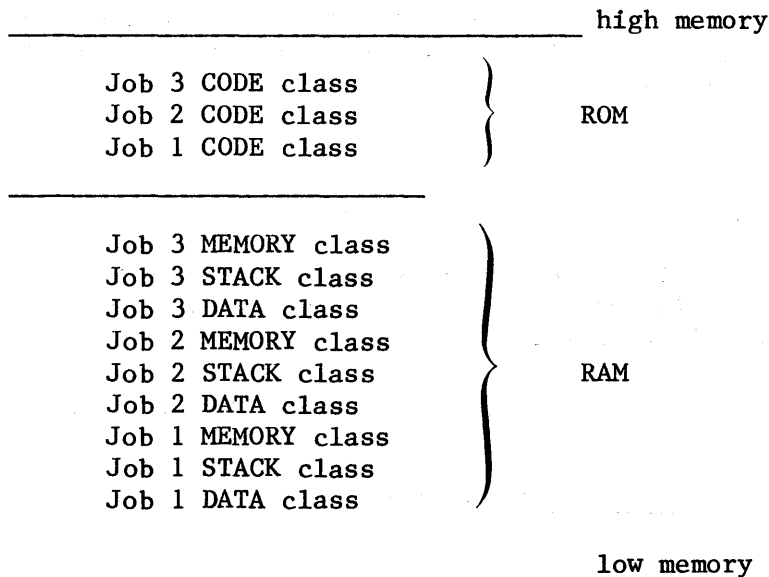 high memory
Job 3 CODE class
Job 2 CODE class ROM
Job 1 CODE class
Job 3 MEMORY class
Job 3 STACK class
Job 3 DATA class
Job 2 MEMORY class
Job 2 STACK class RAM
Job 2 DATA class
Job 1 MEMORY class
Job 1 STACK class
Job 1 DATA class
low memory